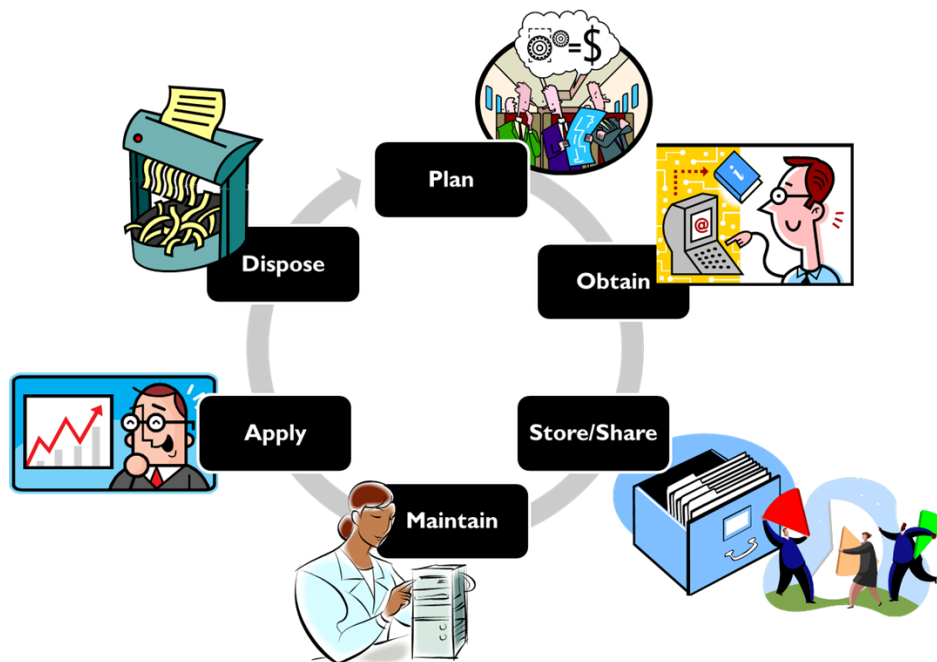 =$
Plan
Obtain
@
Store/Share
Maintain
Apply
Dispose